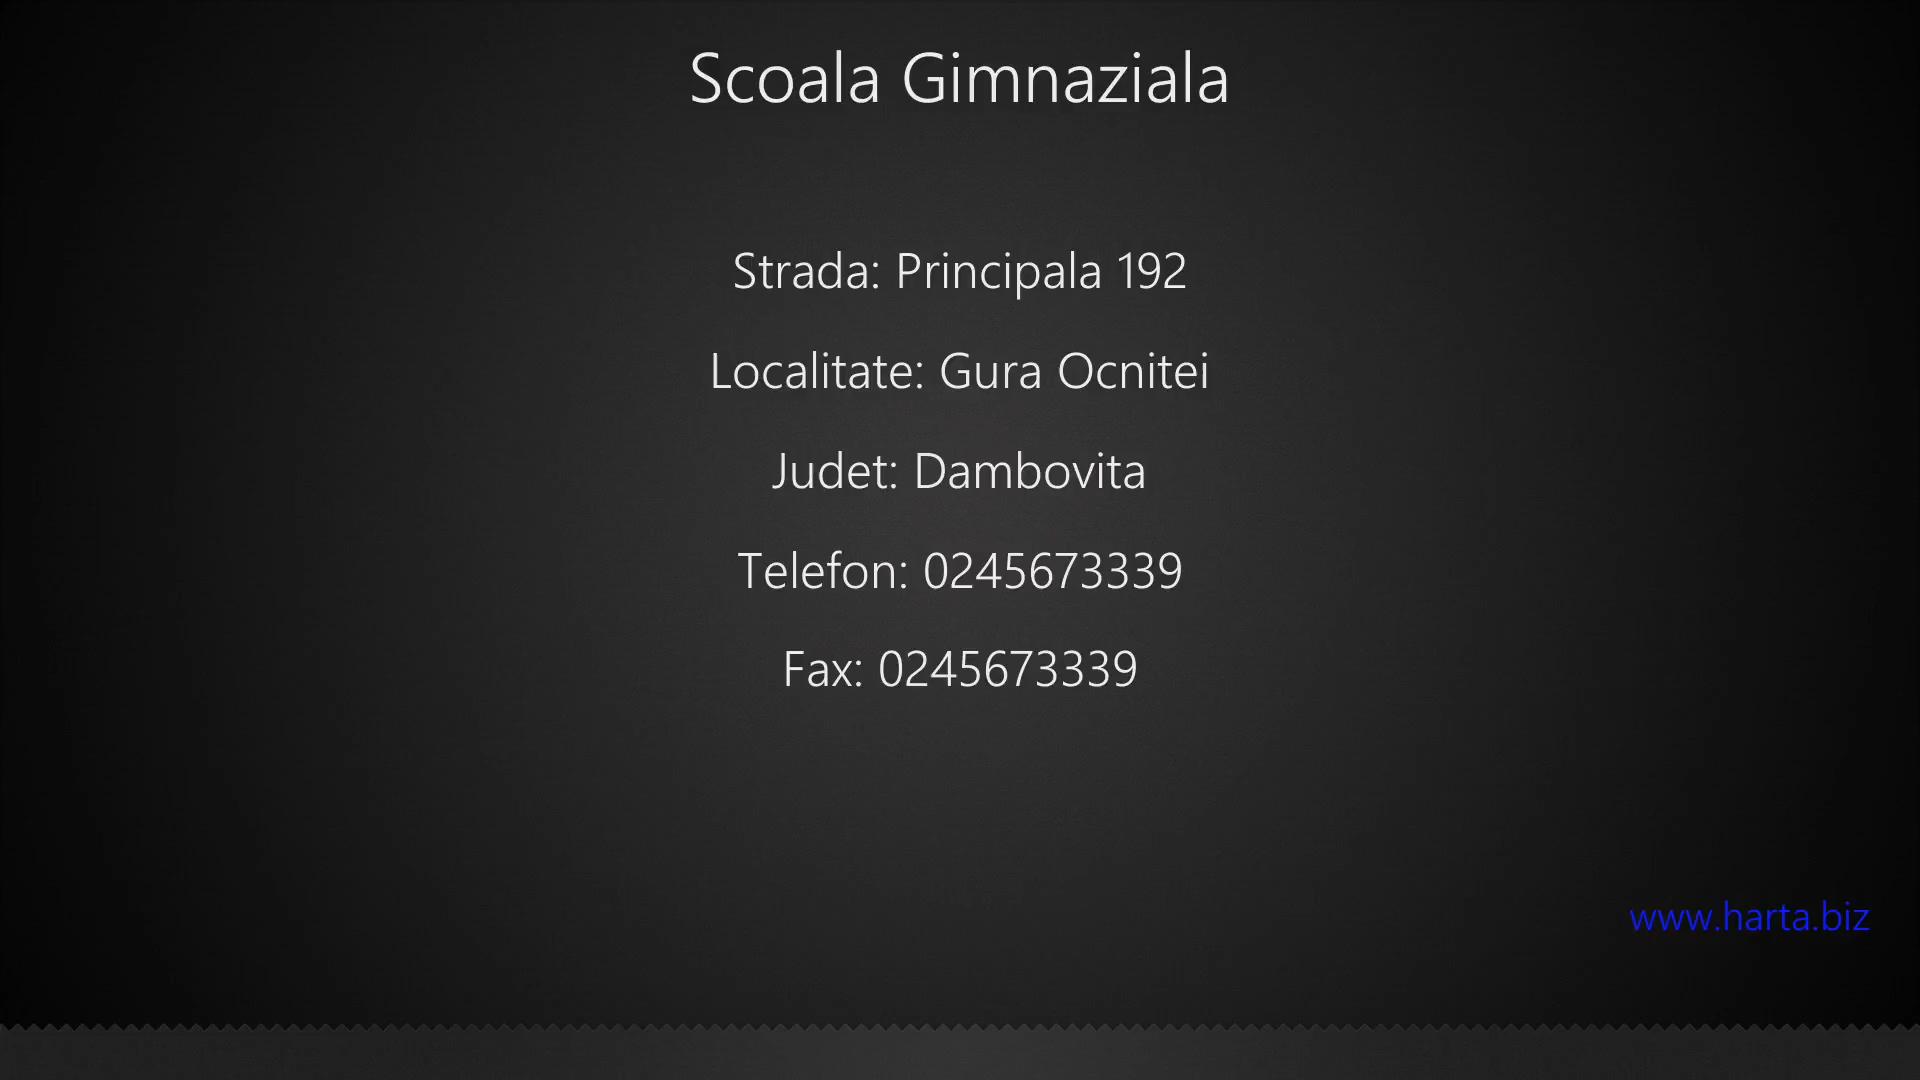 Scoala Gimnaziala
Strada: Principala 192
Localitate: Gura Ocnitei
Judet: Dambovita
Telefon: 0245673339
Fax: 0245673339
www.harta.biz